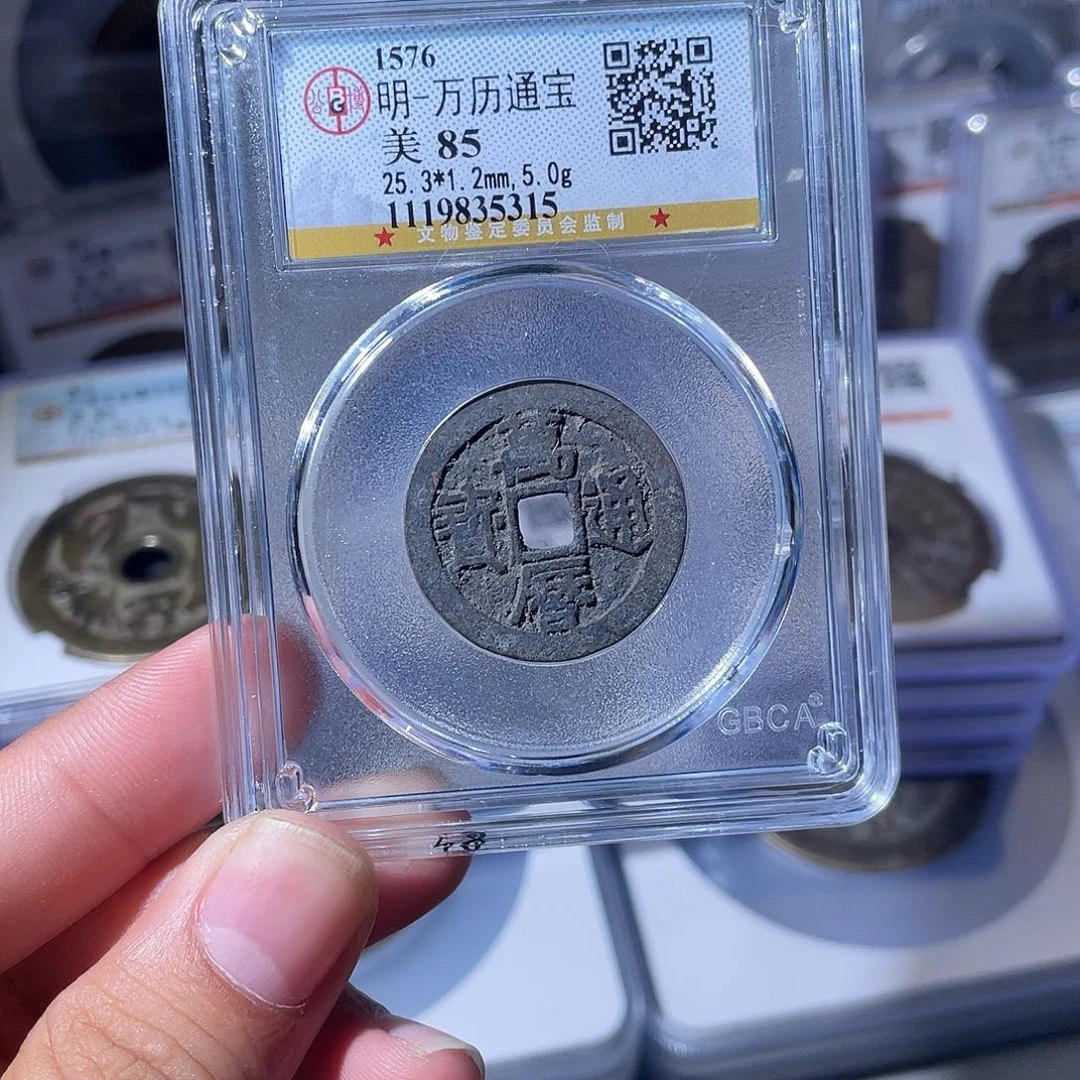 1576
明-万历通宝
美 85
25.3*1.2mm,5.0g
1119835315
文物鉴定委员会监制
萬曆通寶
GBCA®
84